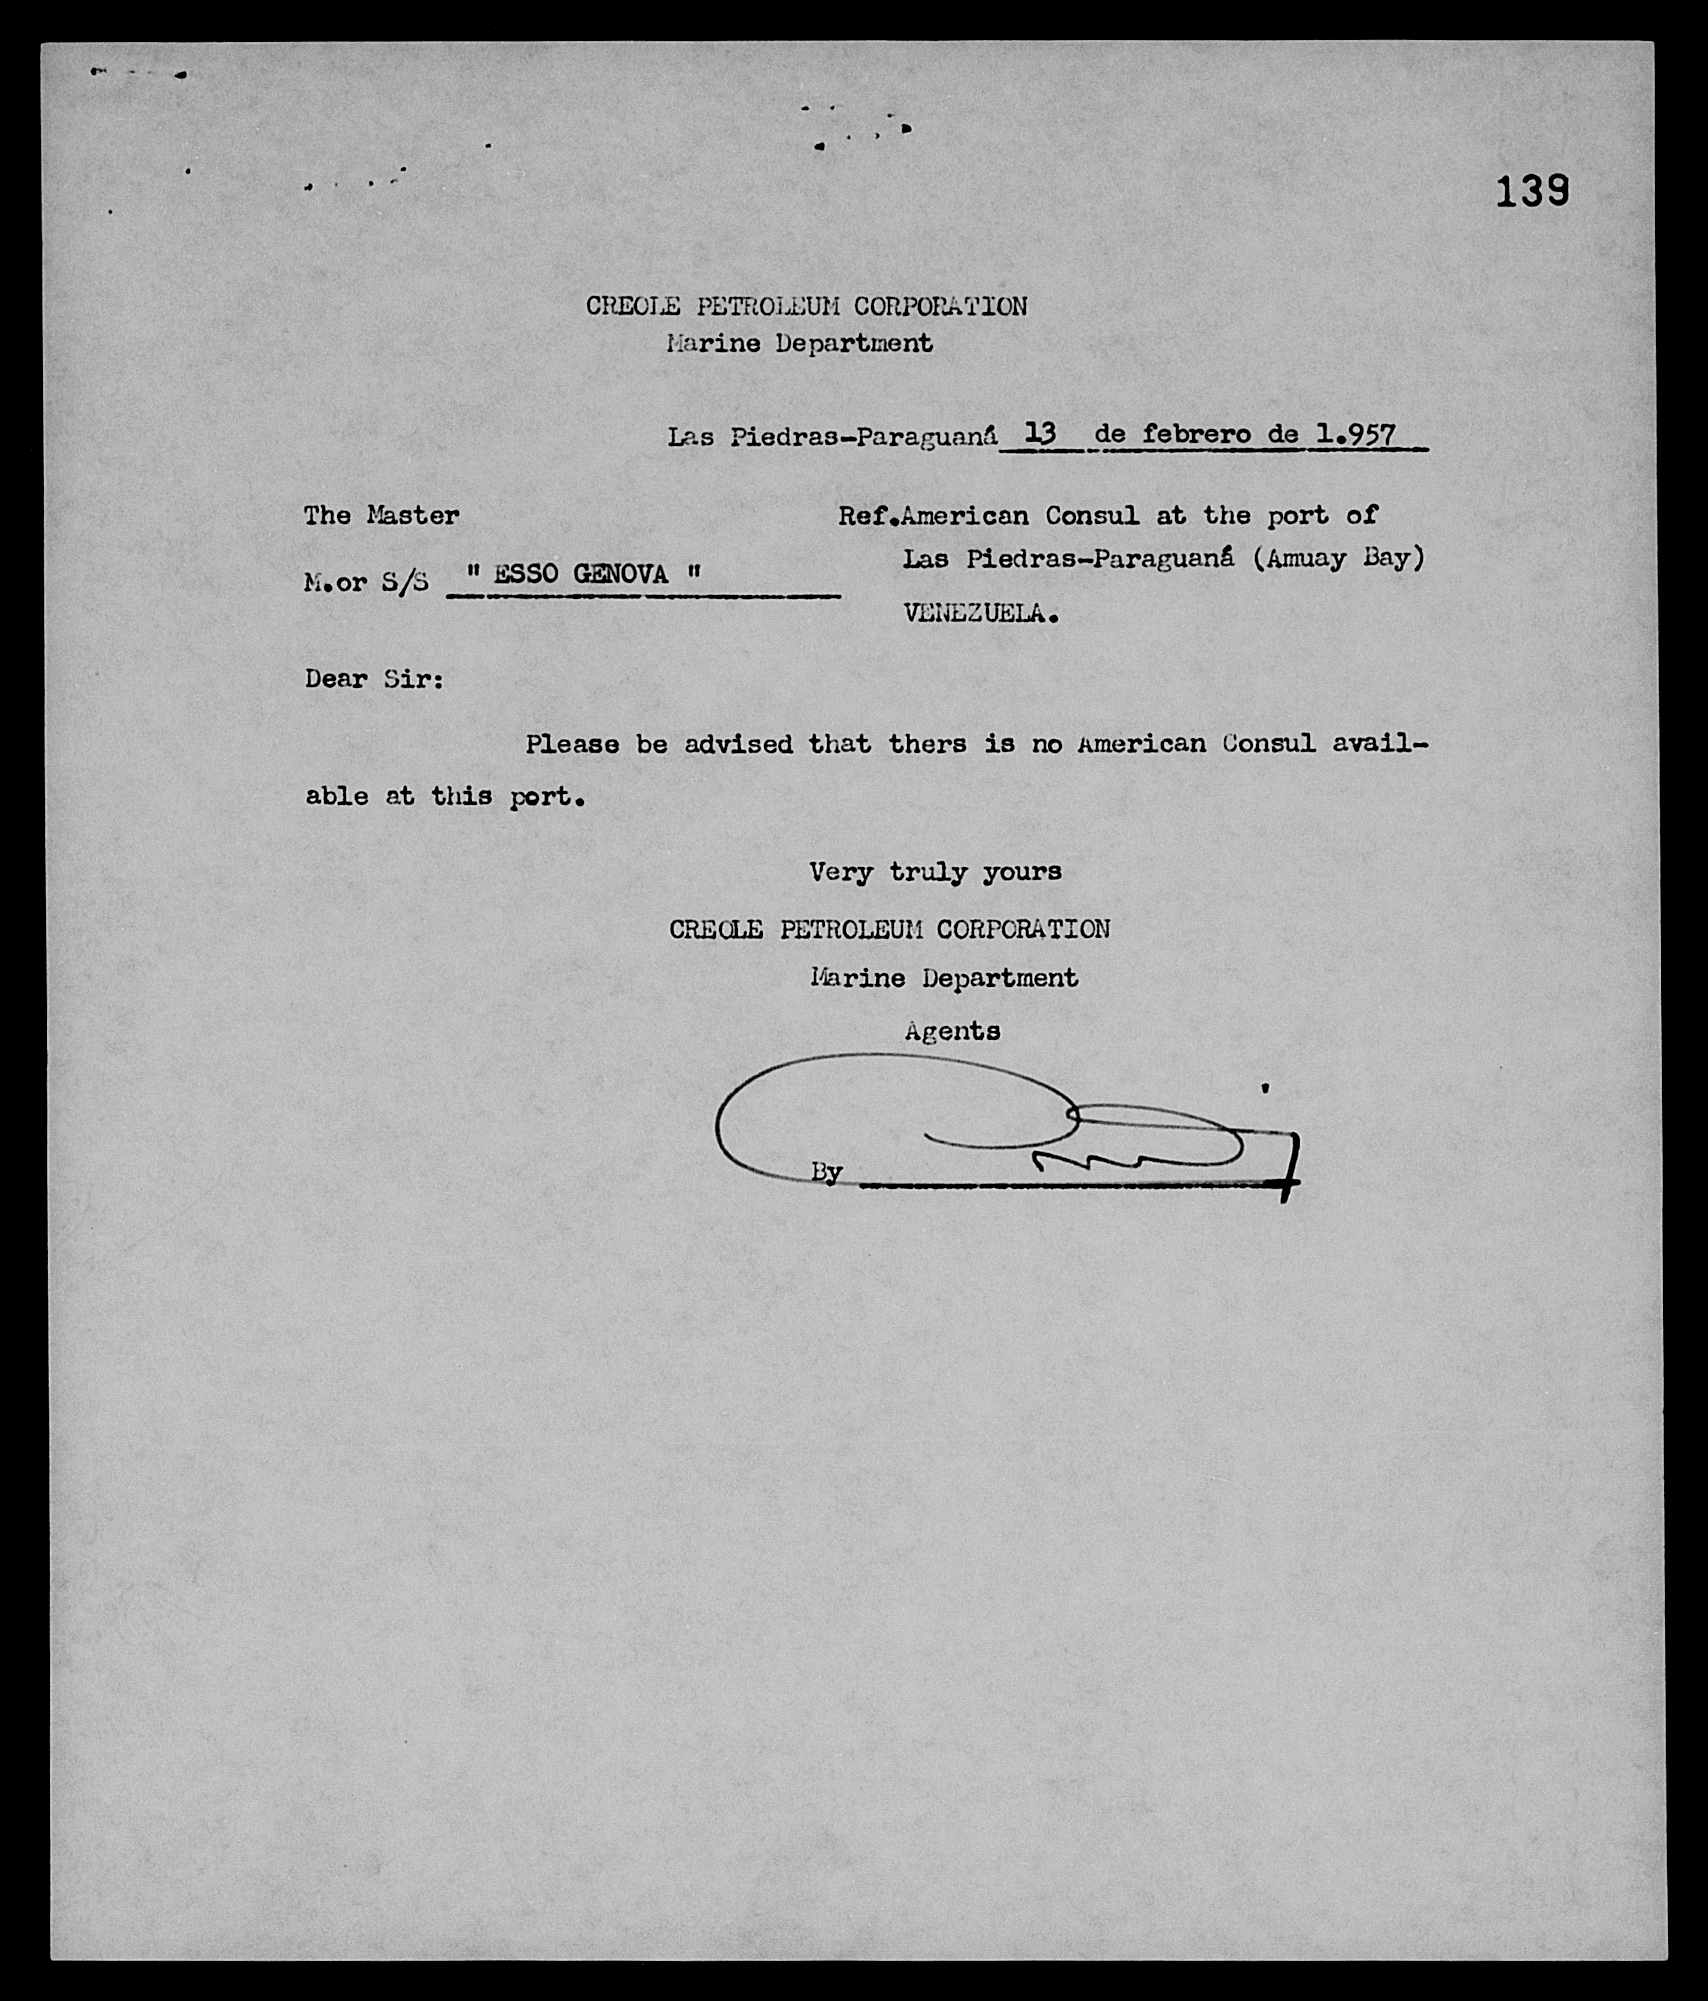 139
CREOLE PETROLEUM CORPORATION
Marine Department
Las Piedras-Paraguaná 13 de febrero de 1.957
The Master
Ref.American Consul at the port of
Las Piedras-Paraguaná (Amuay Bay)
M.or S/S " ESSO GENOVA "
VENEZUELA.
Dear Sir:
Please be advised that thers is no American Consul avail-
able at this port.
Very truly yours
CREOLE PETROLEUM CORPORATION
Marine Department
Agents
By